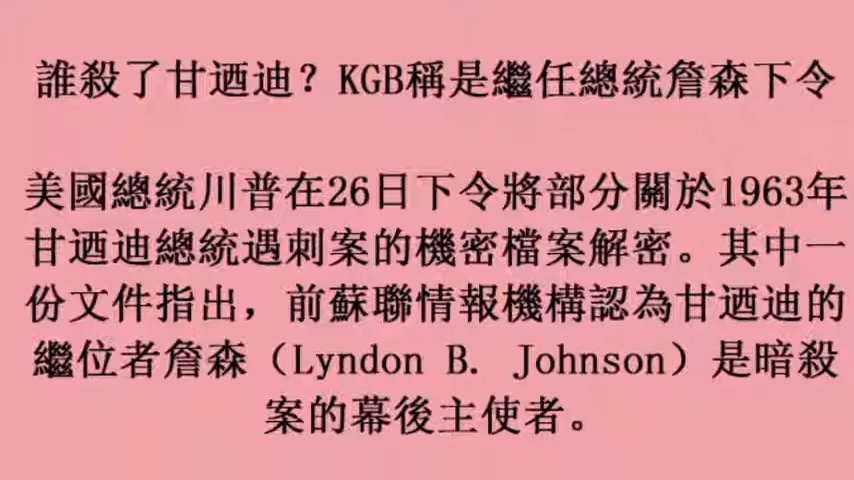 誰殺了甘迺迪？KGB稱是繼任總統詹森下令
美國總統川普在26日下令將部分關於1963年
甘迺迪總統遇刺案的機密檔案解密。其中一
份文件指出，前蘇聯情報機構認為甘迺迪的
繼位者詹森（Lyndon B. Johnson）是暗殺
案的幕後主使者。